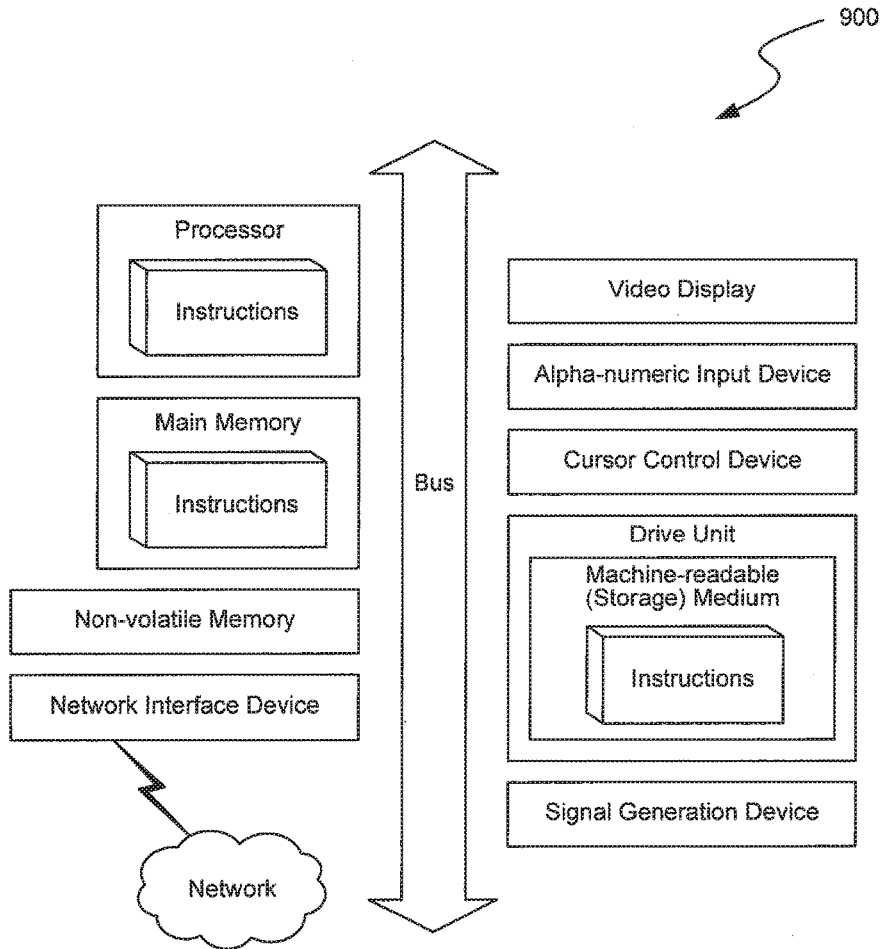 900
Processor
Instructions
Main Memory
Instructions
Non-volatile Memory
Network Interface Device
Network
Bus
Video Display
Alpha-numeric Input Device
Cursor Control Device
Drive Unit
Machine-readable
(Storage) Medium
Instructions
Signal Generation Device